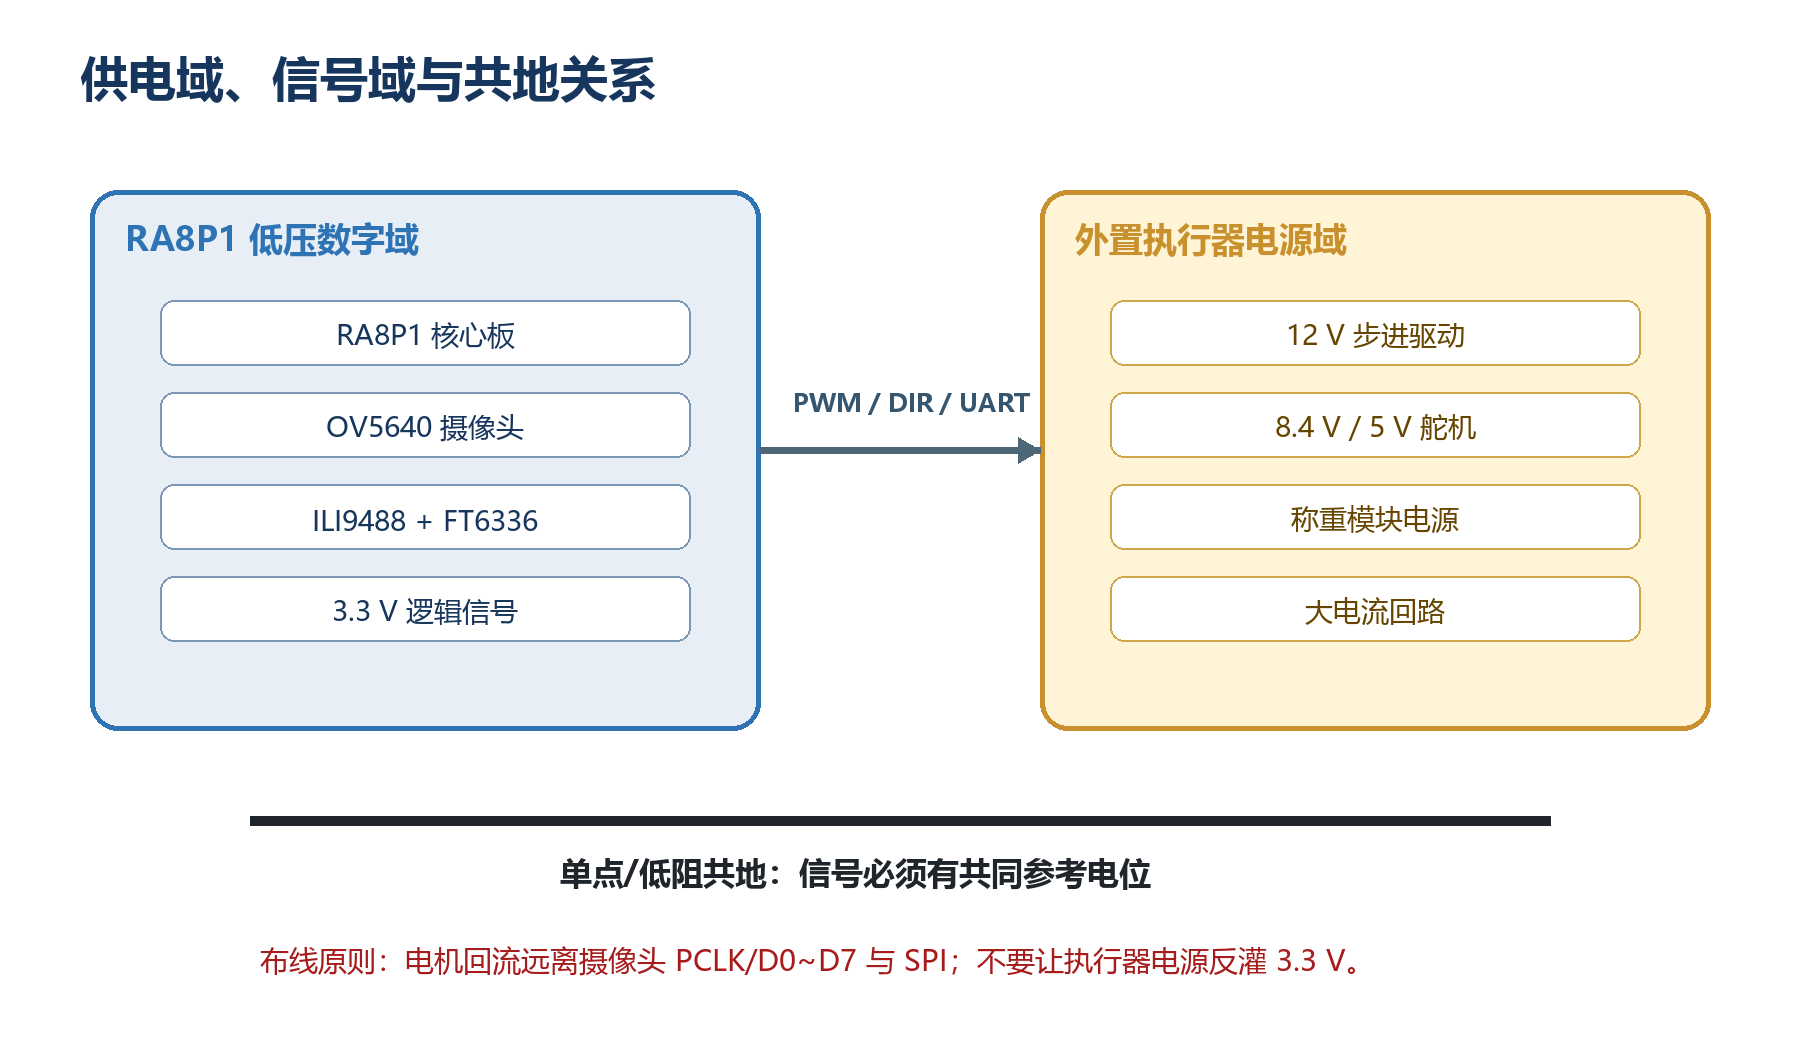 供电域、信号域与共地关系
RA8P1 低压数字域
RA8P1 核心板
OV5640 摄像头
ILI9488 + FT6336
3.3 V 逻辑信号
PWM / DIR / UART
外置执行器电源域
12 V 步进驱动
8.4 V / 5 V 舵机
称重模块电源
大电流回路
单点/低阻共地：信号必须有共同参考电位
布线原则：电机回流远离摄像头 PCLK/D0~D7 与 SPI；不要让执行器电源反灌 3.3 V。